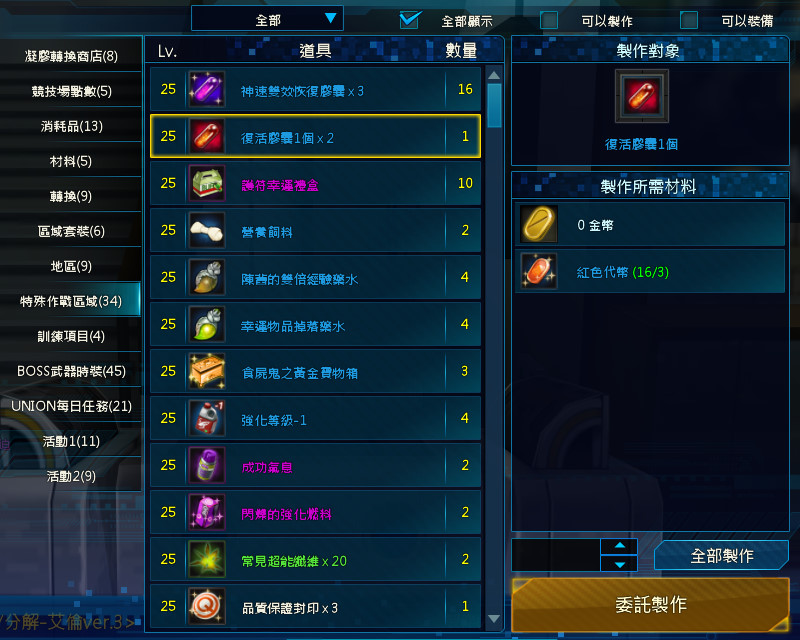 全部
全部顯示
可以製作
可以裝備
凝膠轉換商店(8)
競技場點數(5)
消耗品(13)
材料(5)
轉換(9)
區域套裝(6)
地區(9)
特殊作戰區域(34)
訓練項目(4)
BOSS武器時裝(45)
UNION每日任務(21)
活動1(11)
活動2(9)
Lv. 道具 數量
25 神速雙效恢復膠囊 x 3 16
25 復活膠囊1個 x 2 1
25 護符幸運禮盒 10
25 營養飼料 2
25 陳舊的雙倍經驗藥水 4
25 幸運物品掉落藥水 4
25 食屍鬼之黃金寶物箱 3
25 強化等級-1 4
25 成功氣息 2
25 閃耀的強化燃料 2
25 常見超能纖維 x 20 2
25 品質保證封印 x 3 1
製作對象
復活膠囊1個
製作所需材料
0 金幣
紅色代幣 (16/3)
全部製作
委託製作
/分解-艾倫ver.3>